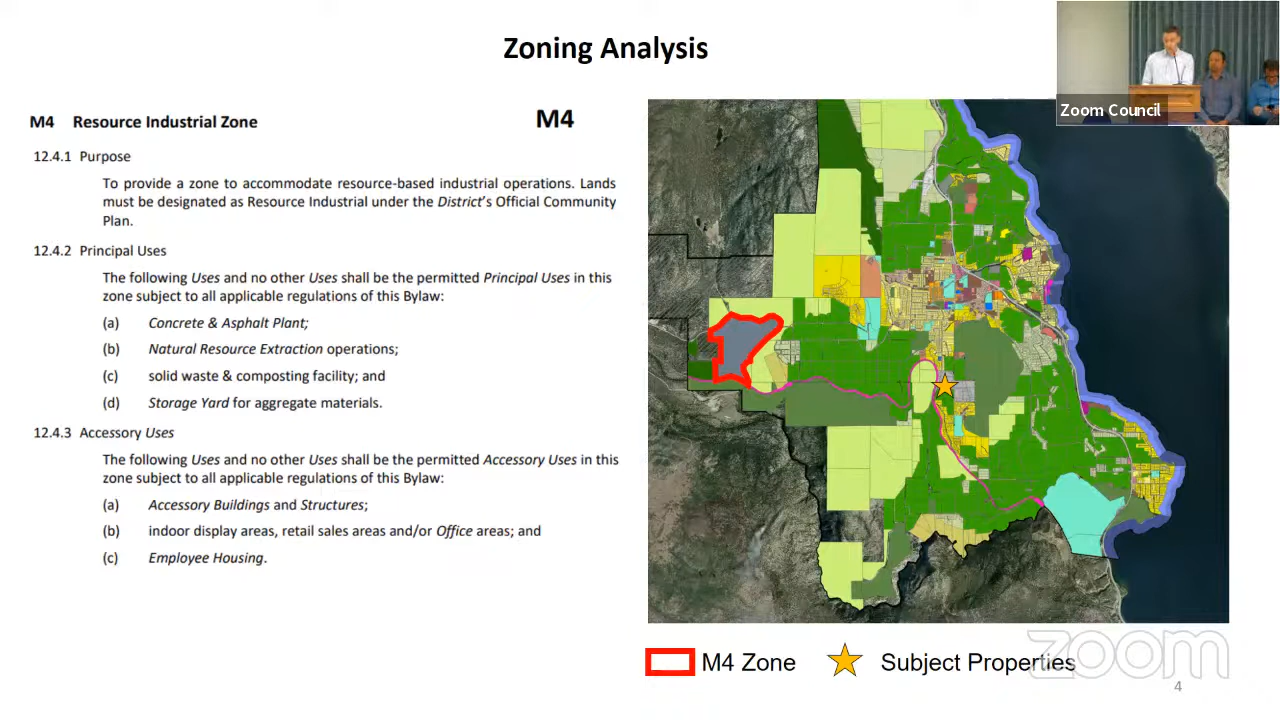 Zoning Analysis
Zoom Council
M4 Resource Industrial Zone M4
12.4.1 Purpose
To provide a zone to accommodate resource-based industrial operations. Lands
must be designated as Resource Industrial under the District's Official Community
Plan.
12.4.2 Principal Uses
The following Uses and no other Uses shall be the permitted Principal Uses in this
zone subject to all applicable regulations of this Bylaw:
(a) Concrete & Asphalt Plant;
(b) Natural Resource Extraction operations;
(c) solid waste & composting facility; and
(d) Storage Yard for aggregate materials.
12.4.3 Accessory Uses
The following Uses and no other Uses shall be the permitted Accessory Uses in this
zone subject to all applicable regulations of this Bylaw:
(a) Accessory Buildings and Structures;
(b) indoor display areas, retail sales areas and/or Office areas; and
(c) Employee Housing.
M4 Zone Subject Properties
zoom
4